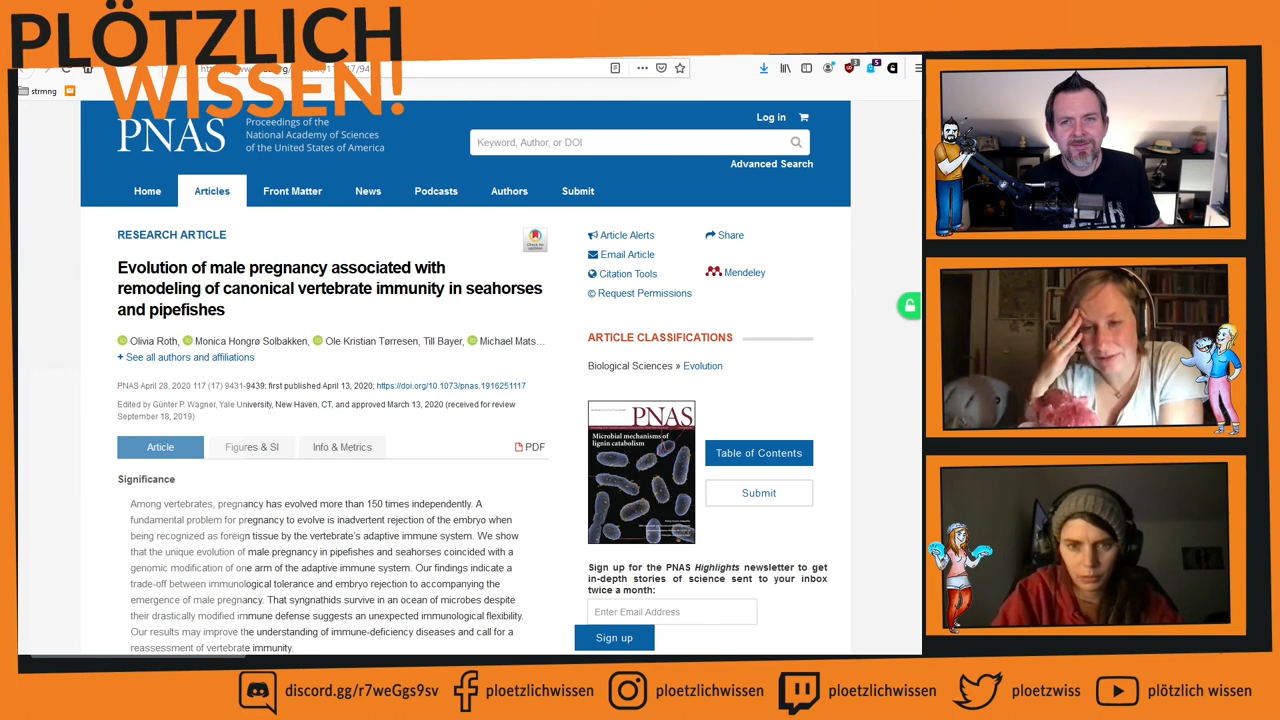 PLÖTZLICH
WISSEN!
strmng
3
5
PNAS
Proceedings of the
National Academy of Sciences
of the United States of America
Log in
Keyword, Author, or DOI
Advanced Search
Home
Articles
Front Matter
News
Podcasts
Authors
Submit
RESEARCH ARTICLE
Check for
updates
Evolution of male pregnancy associated with
remodeling of canonical vertebrate immunity in seahorses
and pipefishes
Olivia Roth, Monica Hongrø Solbakken, Ole Kristian Tørresen, Till Bayer, Michael Mats…
+ See all authors and affiliations
PNAS April 28, 2020 117 (17) 9431-9439; first published April 13, 2020; https://doi.org/10.1073/pnas.1916251117
Edited by Günter P. Wagner, Yale University, New Haven, CT, and approved March 13, 2020 (received for review
September 18, 2019)
Article
Figures & SI
Info & Metrics
PDF
Significance
Among vertebrates, pregnancy has evolved more than 150 times independently. A
fundamental problem for pregnancy to evolve is inadvertent rejection of the embryo when
being recognized as foreign tissue by the vertebrate's adaptive immune system. We show
that the unique evolution of male pregnancy in pipefishes and seahorses coincided with a
genomic modification of one arm of the adaptive immune system. Our findings indicate a
trade-off between immunological tolerance and embryo rejection to accompanying the
emergence of male pregnancy. That syngnathids survive in an ocean of microbes despite
their drastically modified immune defense suggests an unexpected immunological flexibility.
Our results may improve the understanding of immune-deficiency diseases and call for a
reassessment of vertebrate immunity.
Article Alerts
Share
Email Article
Citation Tools
Mendeley
© Request Permissions
ARTICLE CLASSIFICATIONS
Biological Sciences » Evolution
PNAS
Microbial mechanisms of
lignin catabolism
Table of Contents
Submit
Sign up for the PNAS Highlights newsletter to get
in-depth stories of science sent to your inbox
twice a month:
Enter Email Address
Sign up
discord.gg/r7weGgs9sv
ploetzlichwissen
ploetzlichwissen
ploetzlichwissen
ploetzwiss
plötzlich wissen